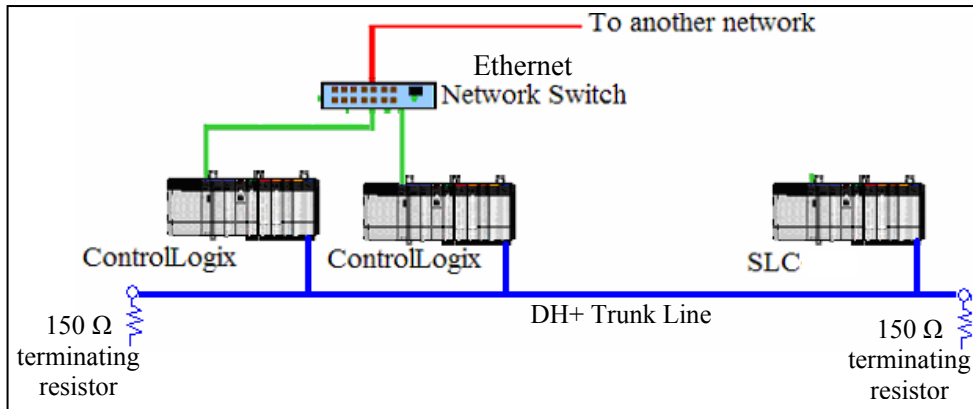 To another network
Ethernet
Network Switch
ControlLogix
ControlLogix
SLC
DH+ Trunk Line
150 Ω
terminating
resistor
150 Ω
terminating
resistor